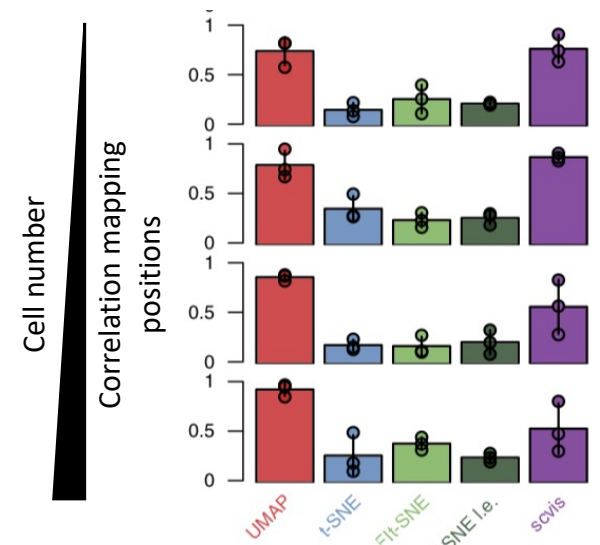 Cell number
Correlation mapping
positions
1
0.5
0
1
0.5
0
1
0.5
0
1
0.5
0
UMAP
t-SNE
FIt-SNE
SNE l.e.
scvis